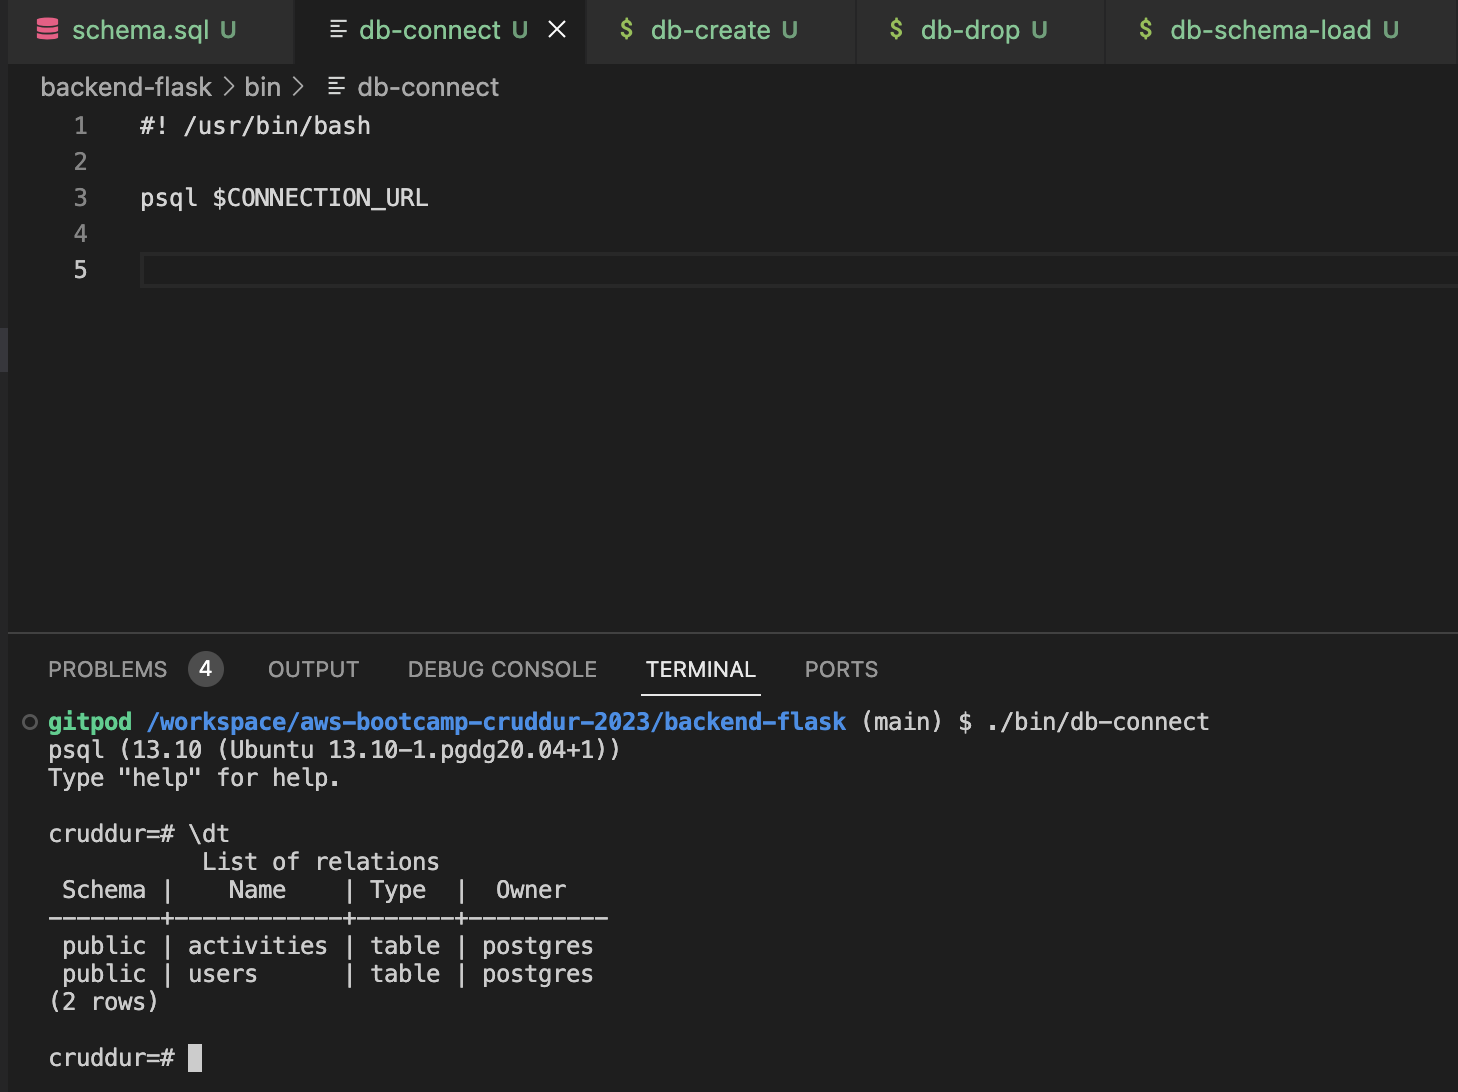 schema.sql U db-connect U $ db-create U $ db-drop U $ db-schema-load U
backend-flask > bin > db-connect
1 #! /usr/bin/bash
2
3 psql $CONNECTION_URL
4
5
PROBLEMS 4 OUTPUT DEBUG CONSOLE TERMINAL PORTS
gitpod /workspace/aws-bootcamp-cruddur-2023/backend-flask (main) $ ./bin/db-connect
psql (13.10 (Ubuntu 13.10-1.pgdg20.04+1))
Type "help" for help.
cruddur=# \dt
           List of relations
 Schema |    Name    | Type  |  Owner
--------+------------+-------+----------
 public | activities | table | postgres
 public | users      | table | postgres
(2 rows)
cruddur=#